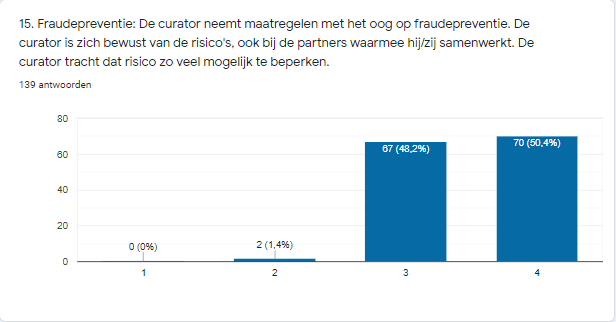 15. Fraudepreventie: De curator neemt maatregelen met het oog op fraudepreventie. De
curator is zich bewust van de risico's, ook bij de partners waarmee hij/zij samenwerkt. De
curator tracht dat risico zo veel mogelijk te beperken.
139 antwoorden
80
60
40
20
0
0 (0%)
2 (1,4%)
67 (48,2%)
70 (50,4%)
1 2 3 4